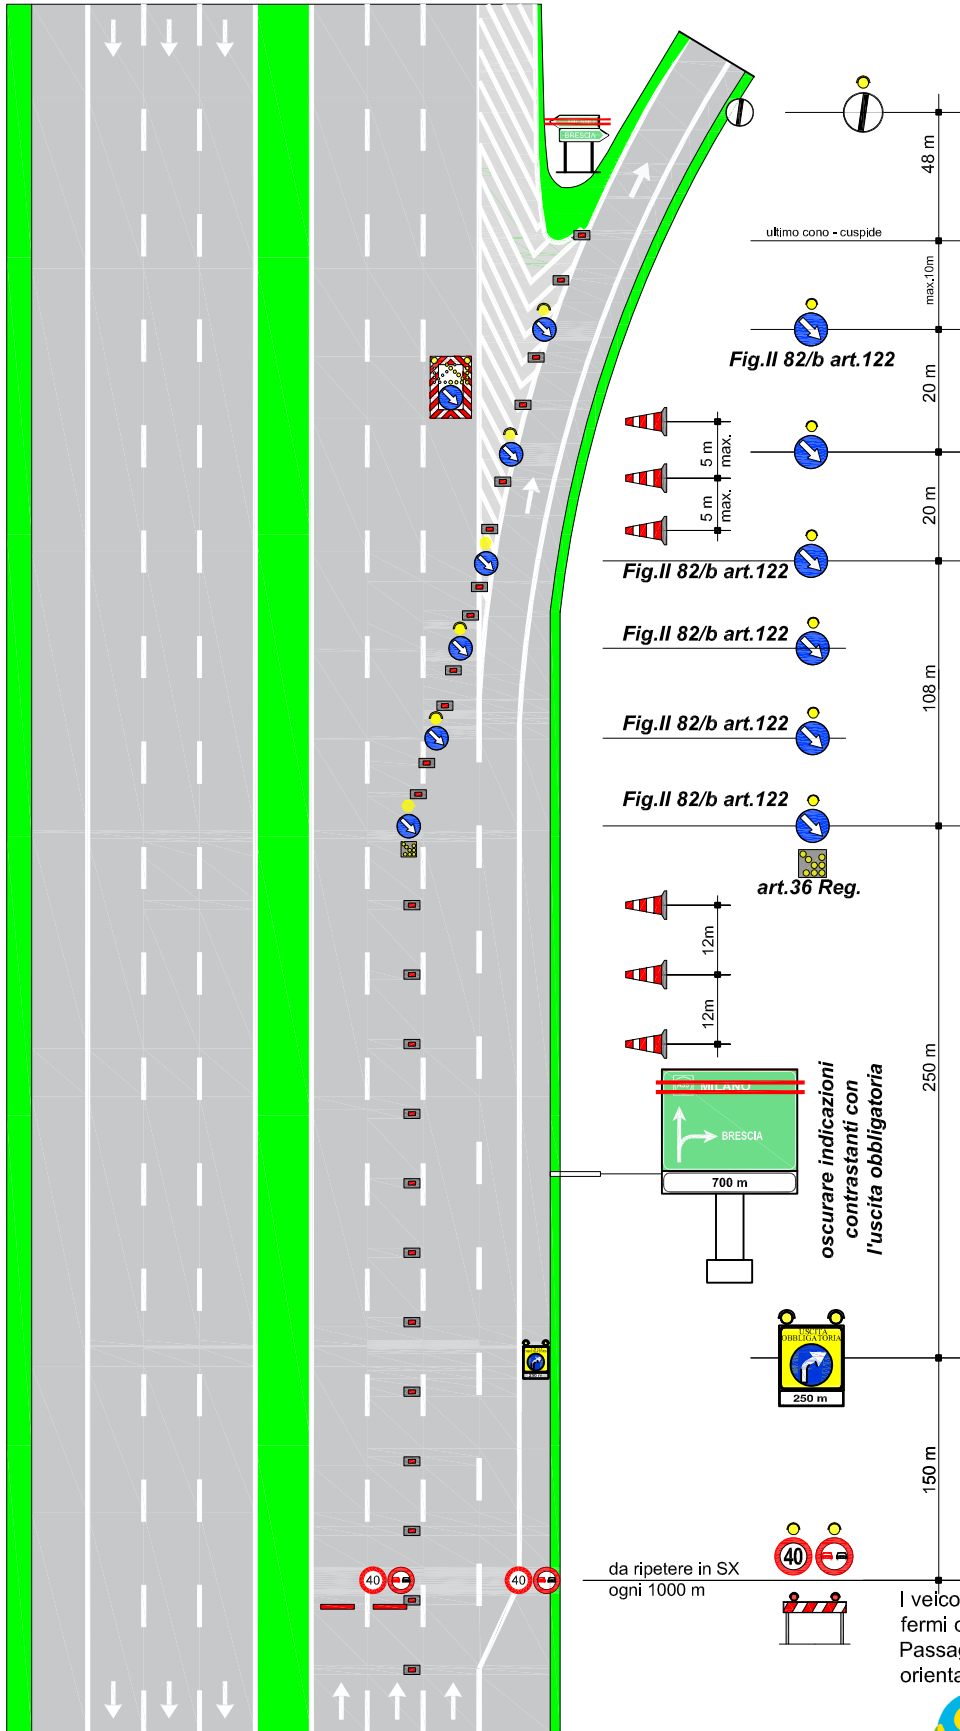 BRESCIA
48 m
ultimo cono - cuspide
max.10m
Fig.II 82/b art.122
20 m
5 m
max.
5 m
max.
20 m
Fig.II 82/b art.122
Fig.II 82/b art.122
108 m
Fig.II 82/b art.122
Fig.II 82/b art.122
art.36 Reg.
12m
12m
250 m
MILANO
BRESCIA
700 m
oscurare indicazioni
contrastanti con
l'uscita obbligatoria
USCITA
OBBLIGATORIA
250 m
150 m
40
40
40
da ripetere in SX
ogni 1000 m
I veico
fermi c
Passag
orienta